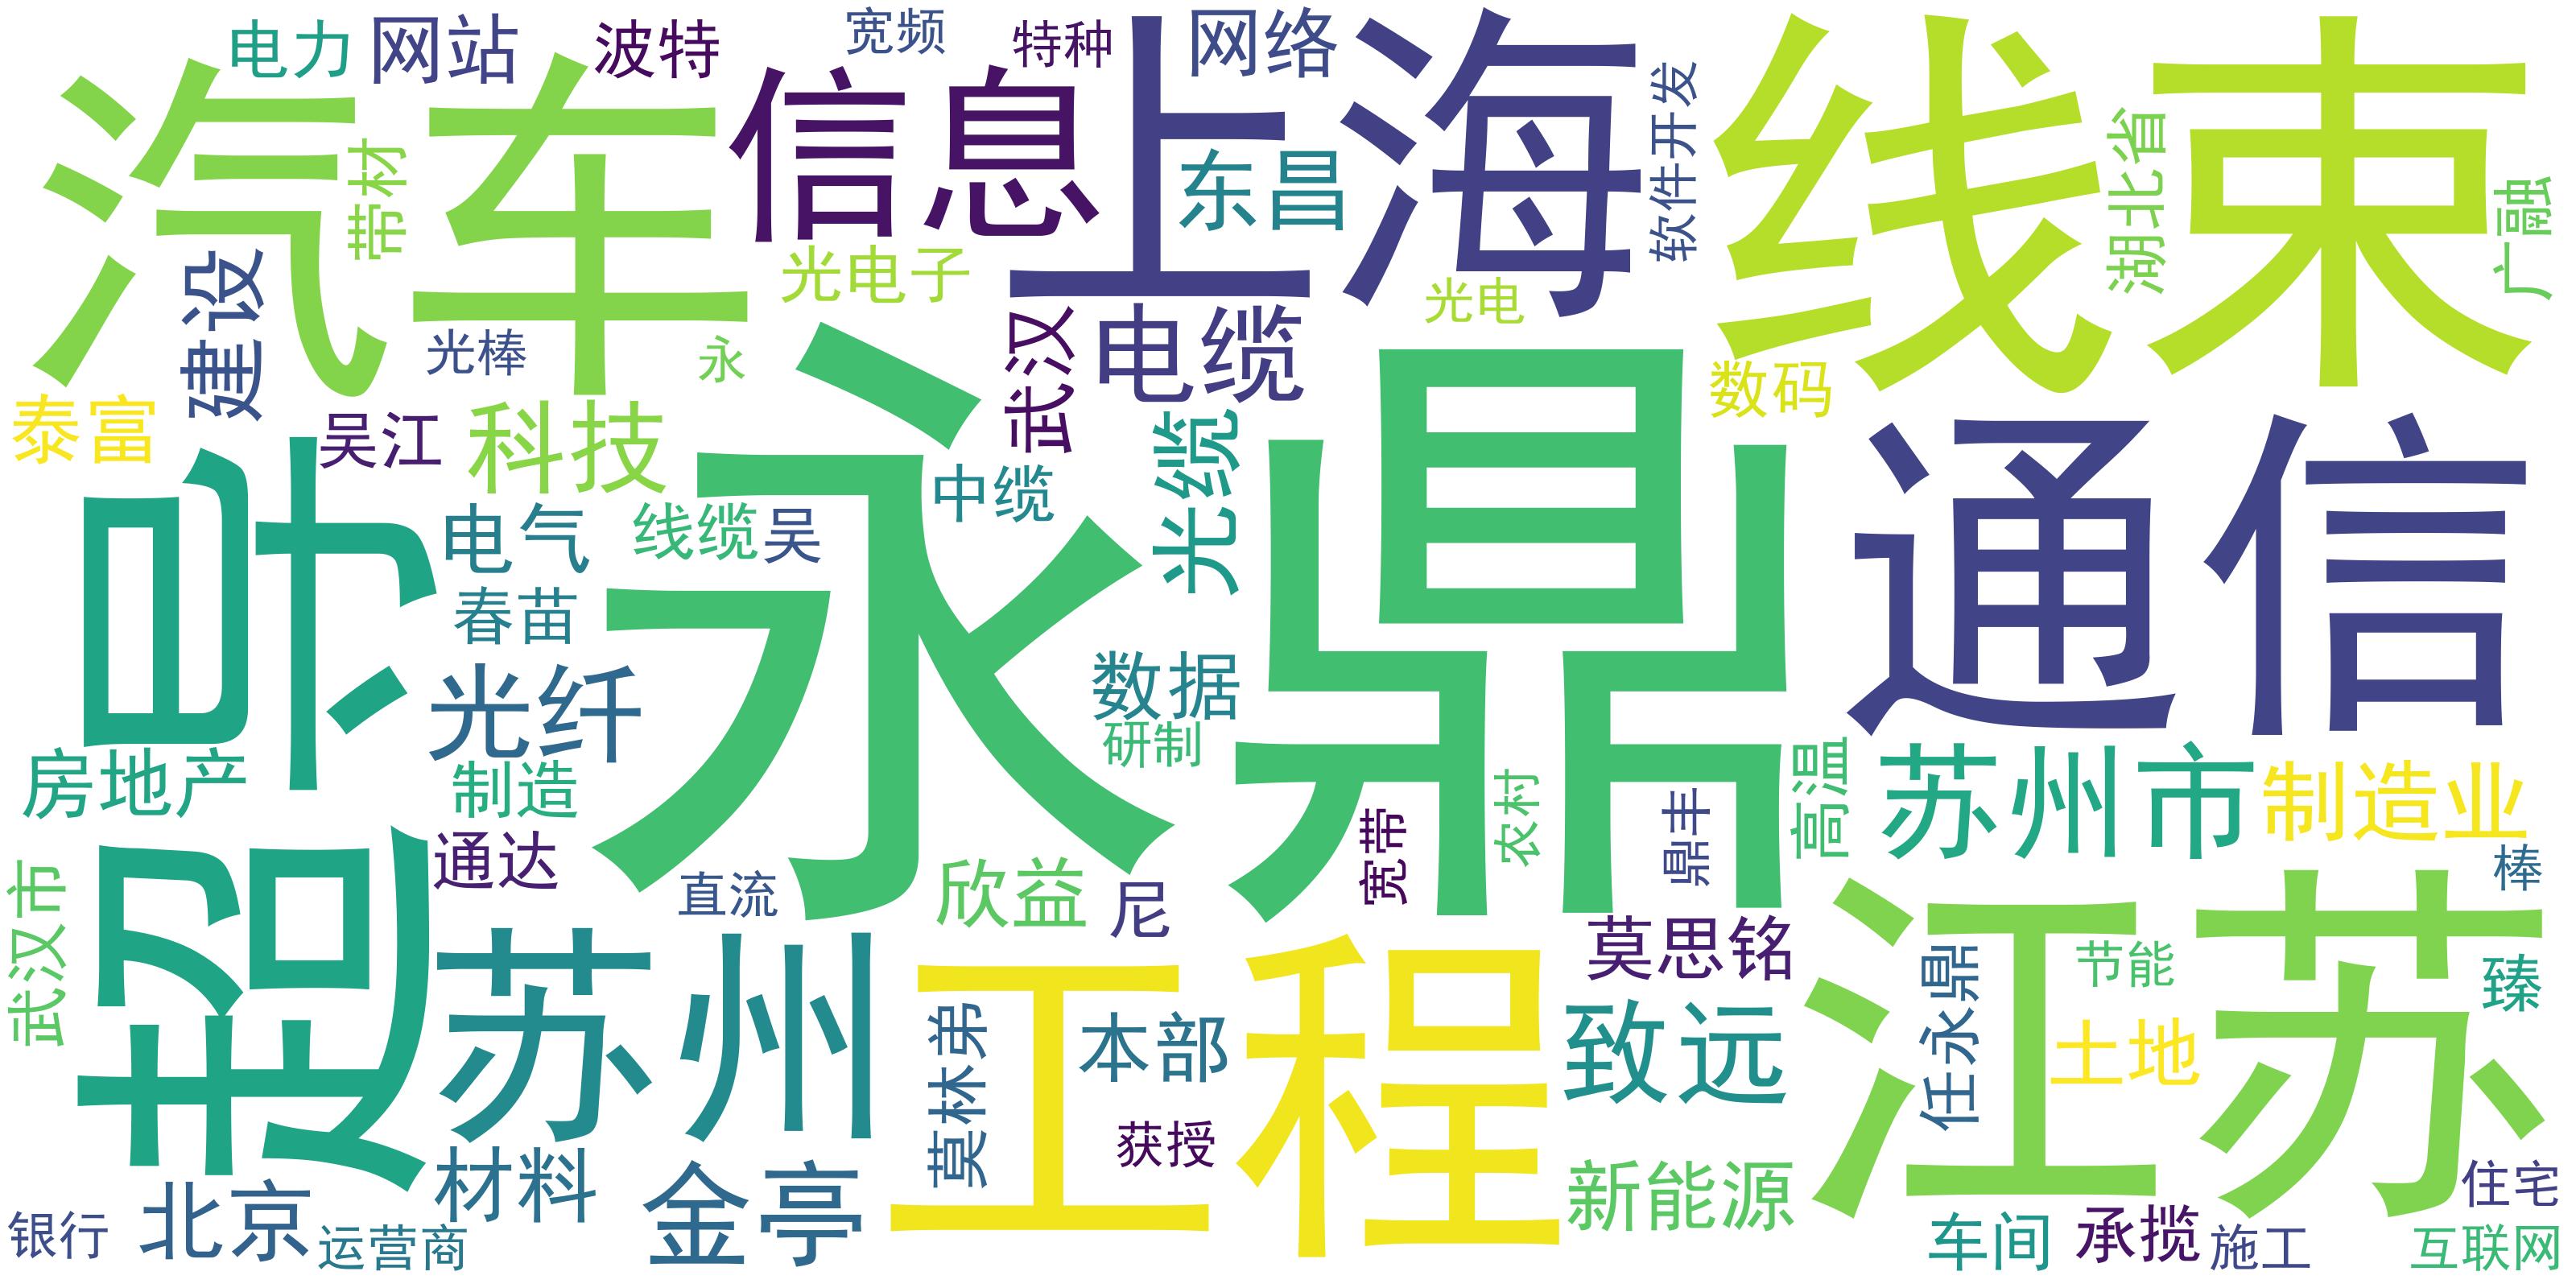 电力
网站
波特
宽频
特种
网络
汽车
信息
上海
线束
软件开发
湖北省
广融
带材
东昌
建设
光电子
光电
武汉
电缆
光棒
永
数码
泰富
吴江
科技
光缆
永鼎
通信
中缆
超导
电气
线缆
吴
春苗
光纤
数据
研制
房地产
制造
宽带
农村
鼎丰
高温
苏州市
制造业
武汉市
通达
直流
欣益
尼
棒
苏州
工程
莫思铭
江苏
任永鼎
节能
臻
莫林弟
本部
致远
土地
获授
材料
金亭
新能源
北京
银行
运营商
车间
承揽
施工
住宅
互联网